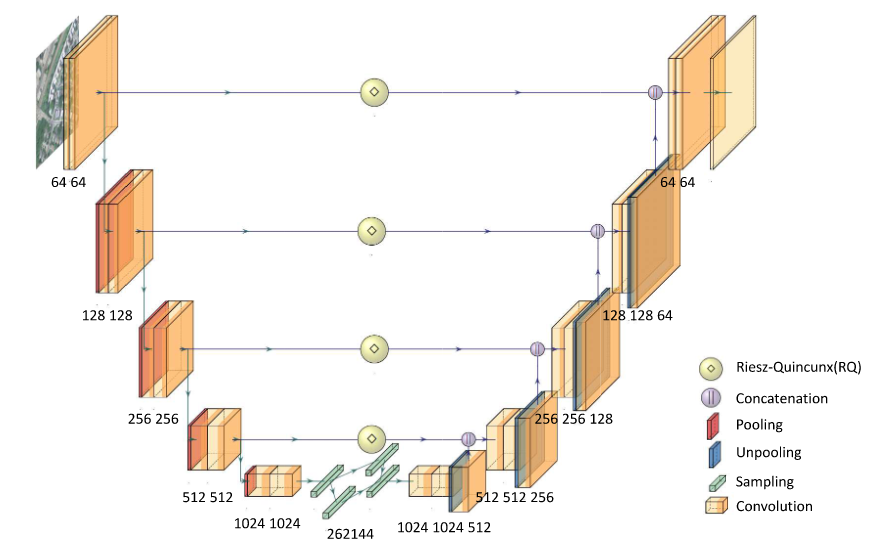 64 64
64 64
128 128
128 128 64
256 256
256 256 128
512 512
512 512 256
1024 1024
262144
1024 1024 512
Riesz-Quincunx(RQ)
Concatenation
Pooling
Unpooling
Sampling
Convolution